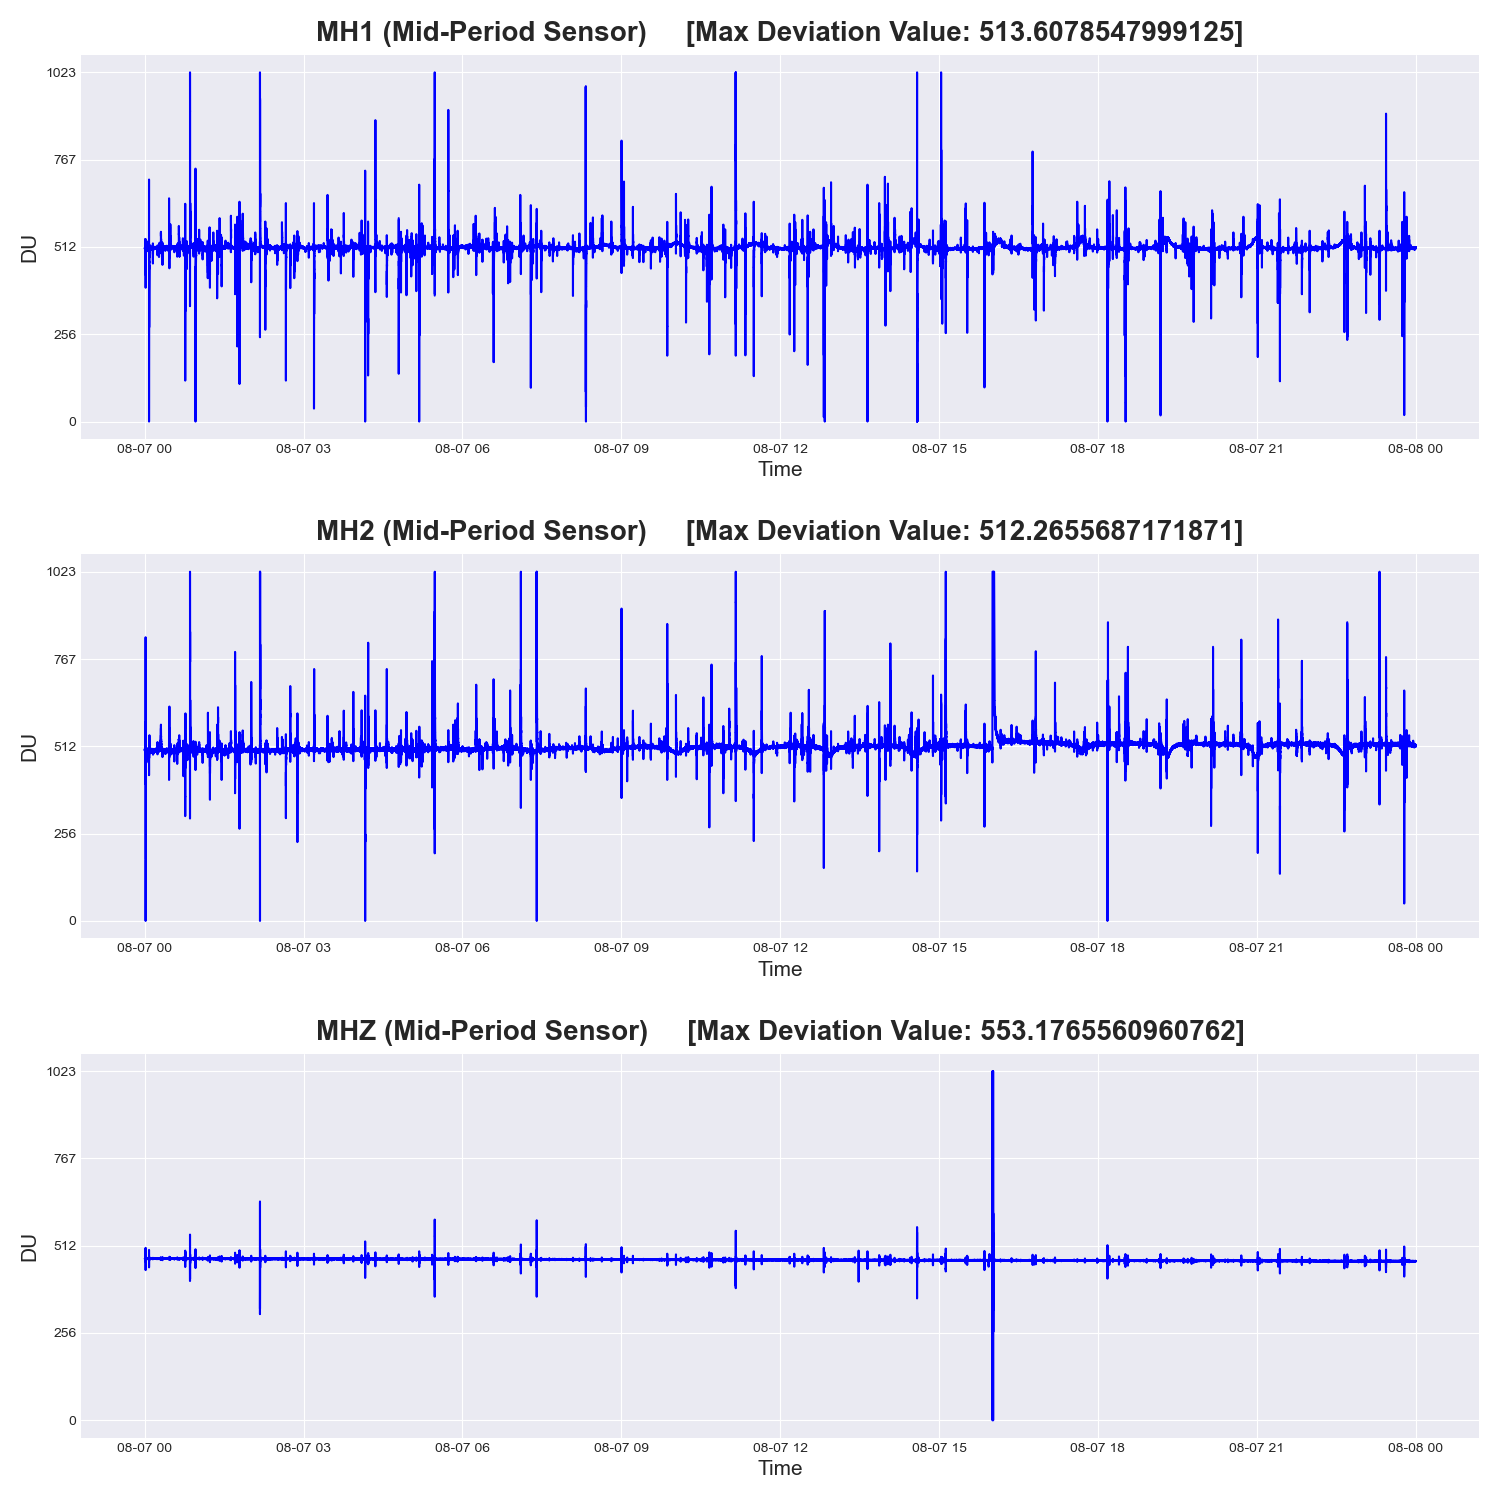 MH1 (Mid-Period Sensor) [Max Deviation Value: 513.6078547999125]
1023
767
512
256
0
DU
08-07 00 08-07 03 08-07 06 08-07 09 08-07 12 08-07 15 08-07 18 08-07 21 08-08 00
Time
MH2 (Mid-Period Sensor) [Max Deviation Value: 512.2655687171871]
1023
767
512
256
0
DU
08-07 00 08-07 03 08-07 06 08-07 09 08-07 12 08-07 15 08-07 18 08-07 21 08-08 00
Time
MHZ (Mid-Period Sensor) [Max Deviation Value: 553.1765560960762]
1023
767
512
256
0
DU
08-07 00 08-07 03 08-07 06 08-07 09 08-07 12 08-07 15 08-07 18 08-07 21 08-08 00
Time